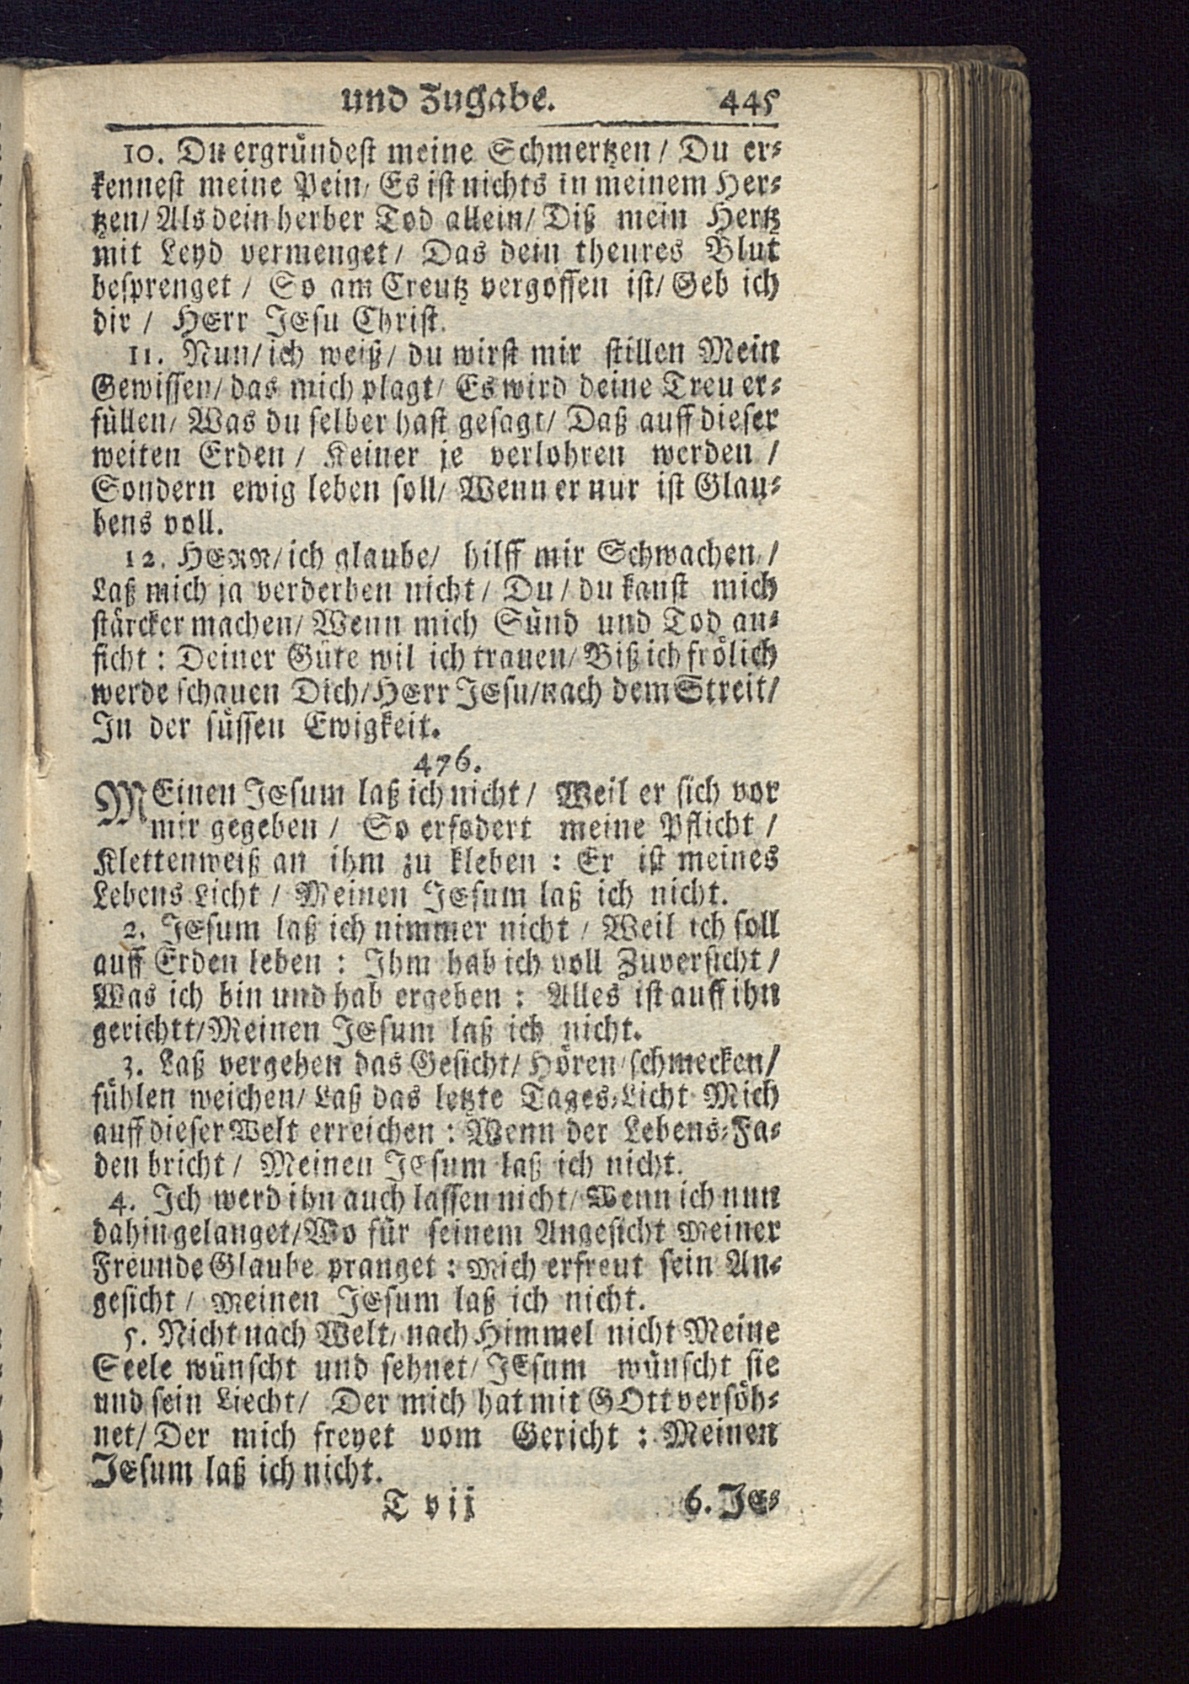 und Zugabe. 445
10. Du ergründest meine Schmertzen / Du er-
kennest meine Pein / Es ist nichts in meinem Her-
tzen / Als dein herber Tod allein / Diß mein Hertz
mit Leyd vermenget / Das dein theures Blut
besprenget / So am Creutz vergossen ist / Geb ich
dir / HErr JEsu Christ.
11. Nun / ich weiß / du wirst mir stillen Mein
Gewissen / das mich plagt / Es wird deine Treu er-
füllen / Was du selber hast gesagt / Daß auff dieser
weiten Erden / Keiner je verlohren werden /
Sondern ewig leben soll / Wenn er nur ist Glau-
bens voll.
12. HERR / ich glaube / hilff mir Schwachen /
Laß mich ja verderben nicht / Du / du kanst mich
stärcker machen / Wenn mich Sünd und Tod an-
ficht : Deiner Güte wil ich trauen / Biß ich frölich
werde schauen Dich / HErr JEsu / nach dem Streit /
In der süssen Ewigkeit.
476.
MEinen JEsum laß ich nicht / Weil er sich vor
mir gegeben / So erfodert meine Pflicht /
Klettenweiß an ihm zu kleben : Er ist meines
Lebens Licht / Meinen JEsum laß ich nicht.
2. JEsum laß ich nimmer nicht / Weil ich soll
auff Erden leben : Ihm hab ich voll Zuversicht /
Was ich bin und hab ergeben : Alles ist auff ihn
gerichtt / Meinen JEsum laß ich nicht.
3. Laß vergehen das Gesicht / Hören / schmecken /
fühlen weichen / Laß das letzte Tages-Licht Mich
auff dieser Welt erreichen : Wenn der Lebens-Fa-
den bricht / Meinen JEsum laß ich nicht.
4. Ich werd ihn auch lassen nicht / Wenn ich nun
dahin gelanget / Wo für seinem Angesicht Meiner
Freunde Glaube pranget : Mich erfreut sein An-
gesicht / Meinen JEsum laß ich nicht.
5. Nicht nach Welt / nach Himmel nicht Meine
Seele wünscht und sehnet / JEsum wünscht sie
und sein Liecht / Der mich hat mit GOtt versöh-
net / Der mich freyet vom Gericht : Meinen
JEsum laß ich nicht.
T vij 6. JE-